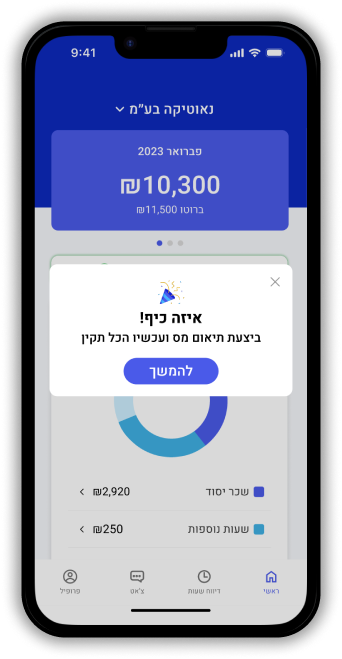 9:41
נאוטיקה בע"מ
פברואר 2023
₪10,300
ברוטו 11,500₪
איזה כיף!
ביצעת תיאום מס ועכשיו הכל תקין
להמשך
שכר יסוד ₪2,920
שעות נוספות ₪250
ראשי
דיווח שעות
צ'אט
פרופיל